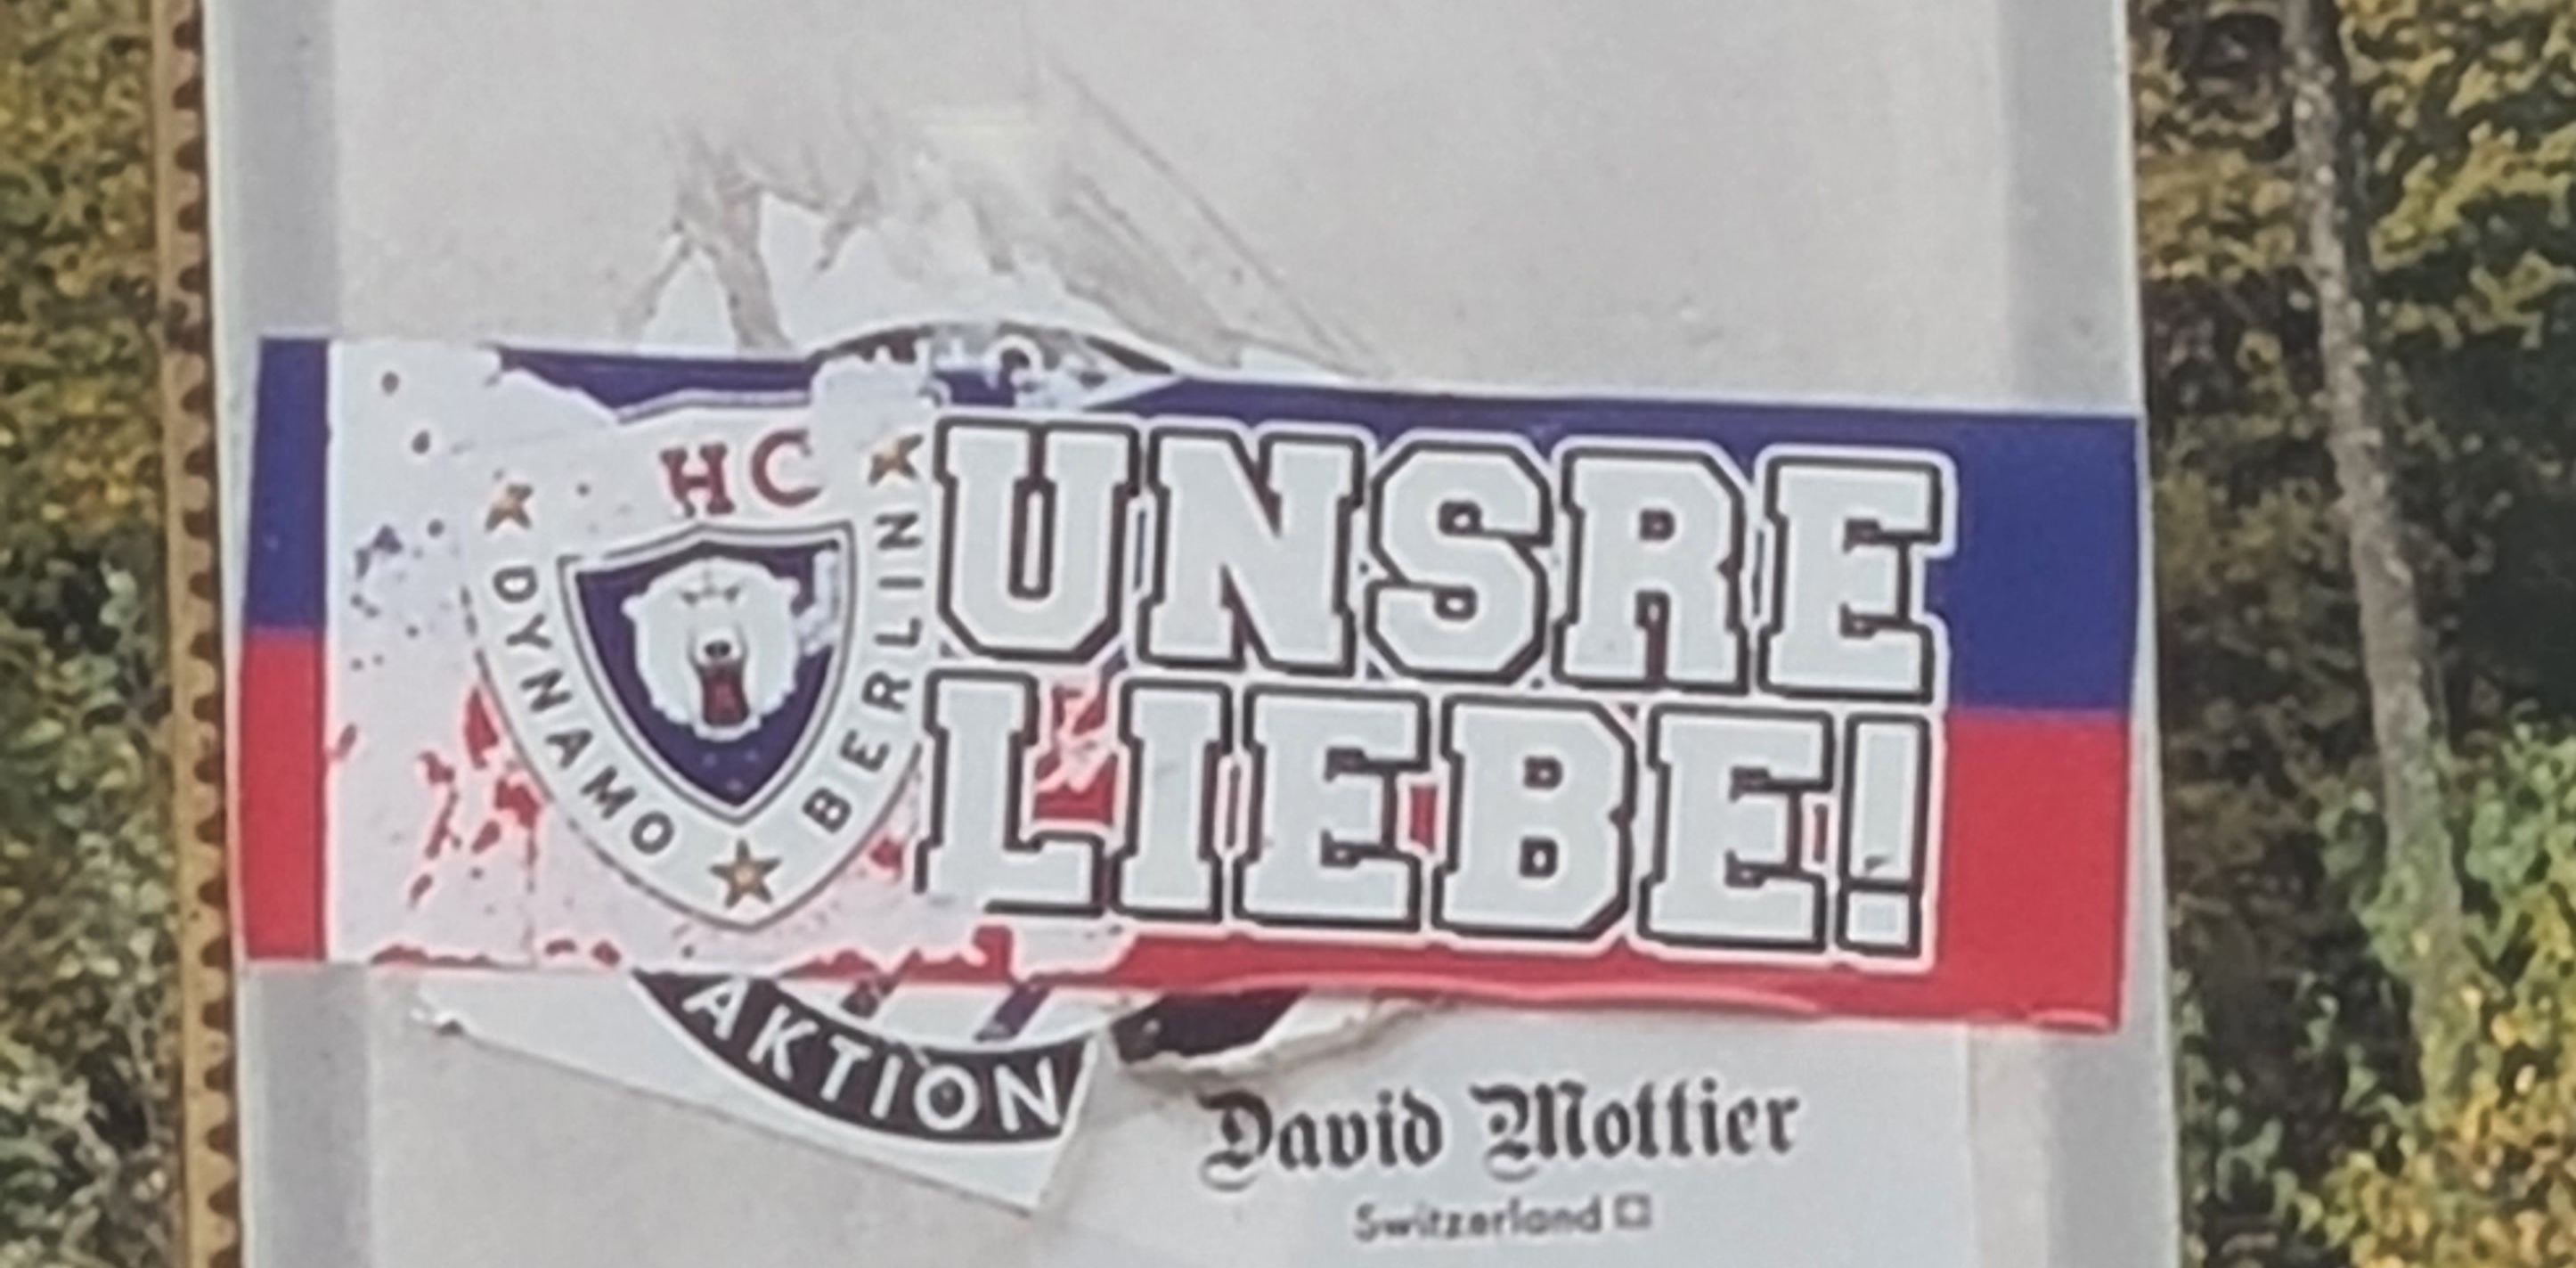 HC
DYNAMO BERLIN
UNSRE
LIEBE!
AKTION
David Mottier
Switzerland